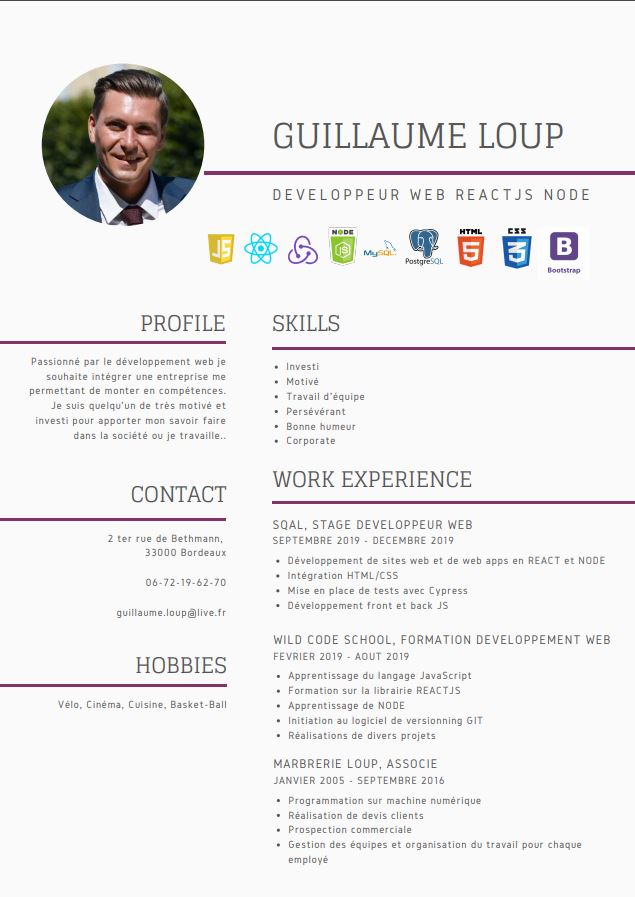 GUILLAUME LOUP
DEVELOPPEUR WEB REACTJS NODE
JS
NODE
JS
MySQL
PostgreSQL
HTML
5
CSS
3
B
Bootstrap
PROFILE
Passionné par le développement web je
souhaite intégrer une entreprise me
permettant de monter en compétences.
Je suis quelqu'un de très motivé et
investi pour apporter mon savoir faire
dans la société ou je travaille..
CONTACT
2 ter rue de Bethmann,
33000 Bordeaux
06-72-19-62-70
guillaume.loup@live.fr
HOBBIES
Vélo, Cinéma, Cuisine, Basket-Ball
SKILLS
• Investi
• Motivé
• Travail d'équipe
• Persévérant
• Bonne humeur
• Corporate
WORK EXPERIENCE
SQAL, STAGE DEVELOPPEUR WEB
SEPTEMBRE 2019 - DECEMBRE 2019
• Développement de sites web et de web apps en REACT et NODE
• Intégration HTML/CSS
• Mise en place de tests avec Cypress
• Développement front et back JS
WILD CODE SCHOOL, FORMATION DEVELOPPEMENT WEB
FEVRIER 2019 - AOUT 2019
• Apprentissage du langage JavaScript
• Formation sur la librairie REACTJS
• Apprentissage de NODE
• Initiation au logiciel de versionning GIT
• Réalisations de divers projets
MARBRERIE LOUP, ASSOCIE
JANVIER 2005 - SEPTEMBRE 2016
• Programmation sur machine numérique
• Réalisation de devis clients
• Prospection commerciale
• Gestion des équipes et organisation du travail pour chaque
employé